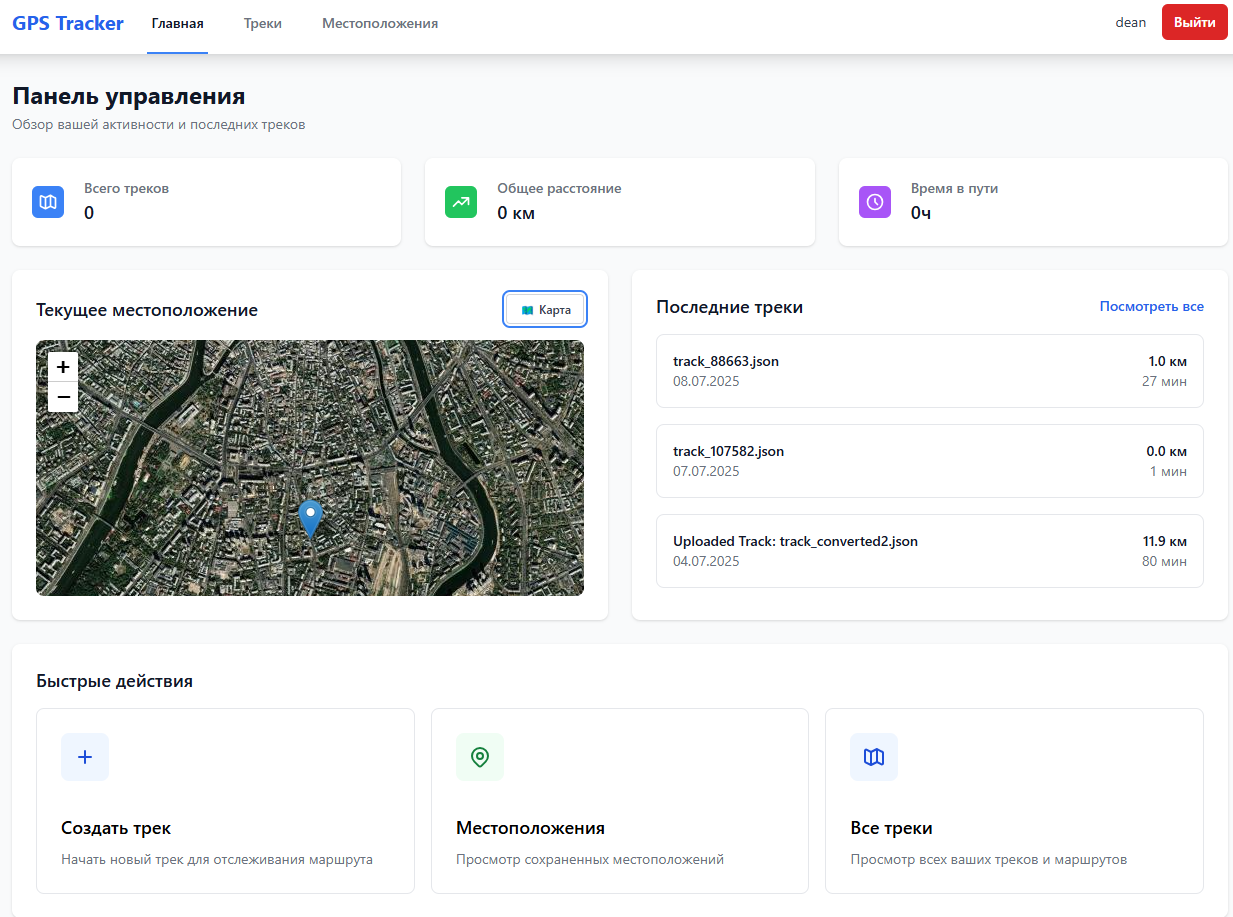 GPS Tracker Главная Треки Местоположения dean Выйти
Панель управления
Обзор вашей активности и последних треков
Всего треков
0
Общее расстояние
0 км
Время в пути
0ч
Текущее местоположение
Карта
+
−
Последние треки
Посмотреть все
track_88663.json 1.0 км
08.07.2025 27 мин
track_107582.json 0.0 км
07.07.2025 1 мин
Uploaded Track: track_converted2.json 11.9 км
04.07.2025 80 мин
Быстрые действия
Создать трек
Начать новый трек для отслеживания маршрута
Местоположения
Просмотр сохраненных местоположений
Все треки
Просмотр всех ваших треков и маршрутов